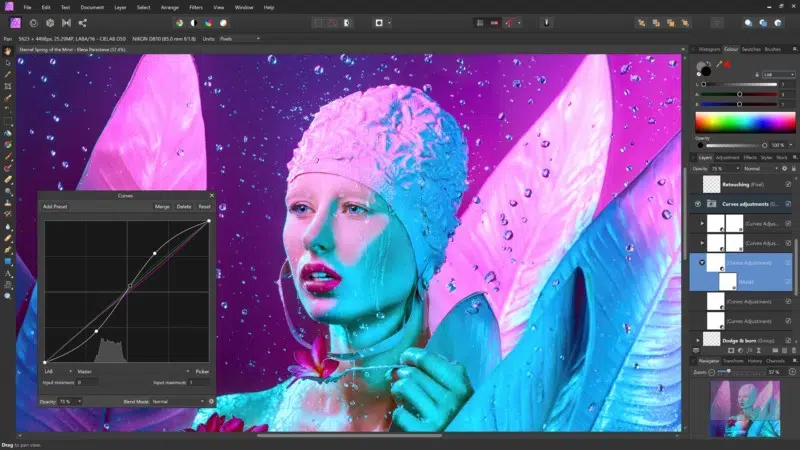 File Edit Text Document Layer Select Arrange Filters View Window Help
Pan 5623 × 4498px, 25.29MP, LABA/16 - CIELAB D50 NIKON D810 (85.0 mm f/1.8) Units: Pixels
Eternal Spring of the Mind - Elena Paraskeva (57.4%)
Histogram Colour Swatches Brushes
LAB
L:
A:
B:
Opacity
100 %
Layers Adjustment Effects Styles Stock
Opacity: 75 % Normal
Retouching (Pixel)
Curves adjustments
(Curves Adjus...
(Curves Adjus...
(Curves Adjustment)
(Mask)
(Curves Adjustment)
(Curves Adjustment)
Dodge & burn (Group)
Navigator Transform History Channels
Zoom: 57 %
Curves
Add Preset Merge Delete Reset
LAB Master Picker
Input minimum: 0 Input maximum: 1
Opacity: 75 % Blend Mode: Normal
Drag to pan view.